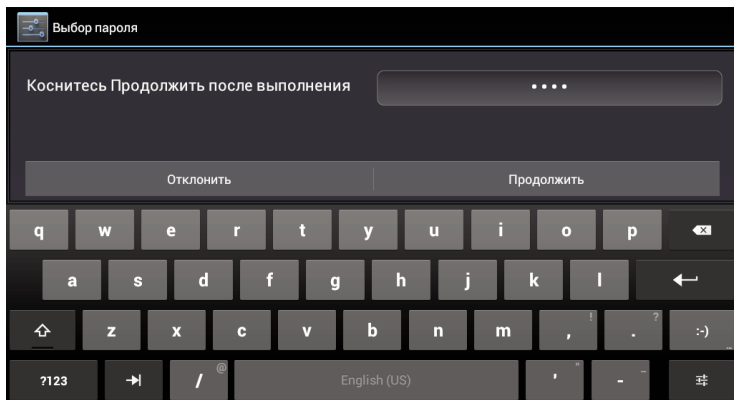 Выбор пароля
Коснитесь Продолжить после выполнения ••••
Отклонить Продолжить
q w e r t y u i o p
a s d f g h j k l
z x c v b n m , ! . ? :-) ...
?123 / @ English (US) ' " - _